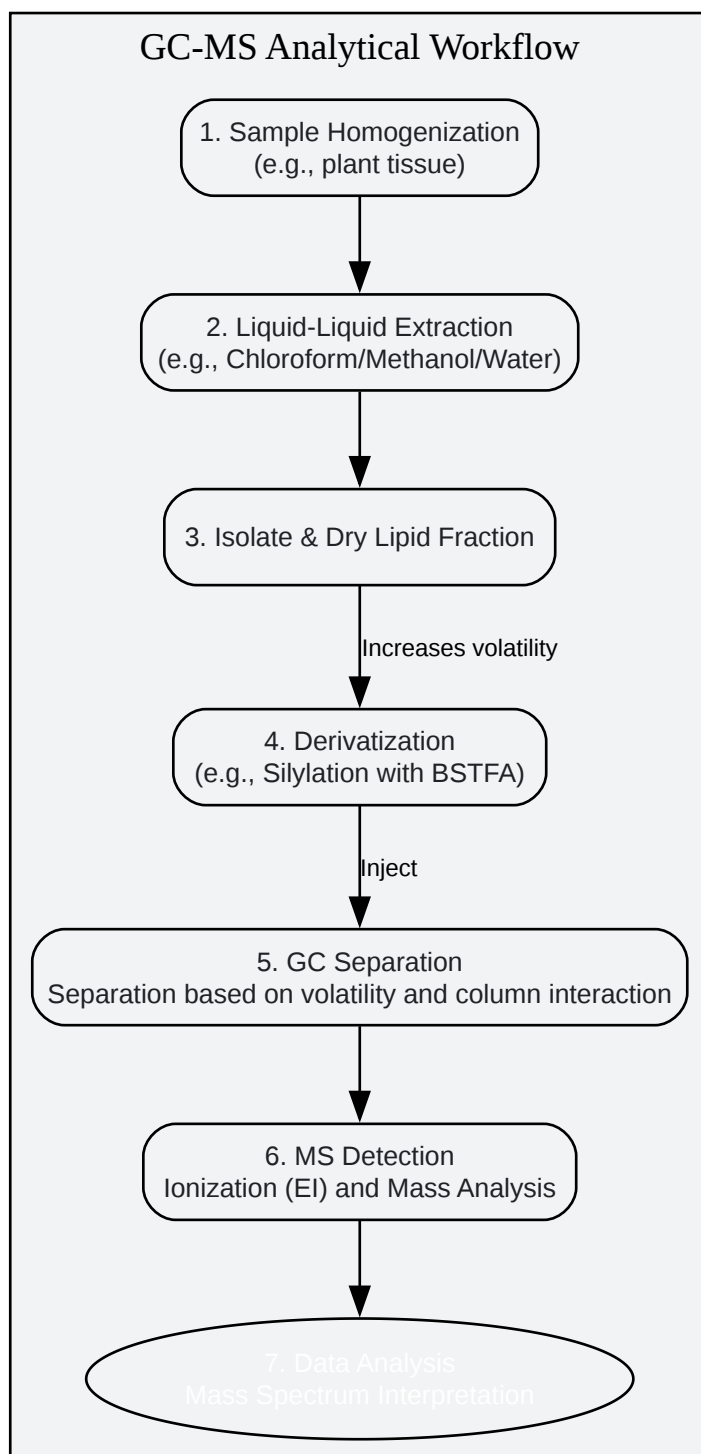 GC-MS Analytical Workflow
1. Sample Homogenization
(e.g., plant tissue)
2. Liquid-Liquid Extraction
(e.g., Chloroform/Methanol/Water)
3. Isolate & Dry Lipid Fraction
Increases volatility
4. Derivatization
(e.g., Silylation with BSTFA)
Inject
5. GC Separation
Separation based on volatility and column interaction
6. MS Detection
Ionization (EI) and Mass Analysis
7. Data Analysis
Mass Spectrum Interpretation